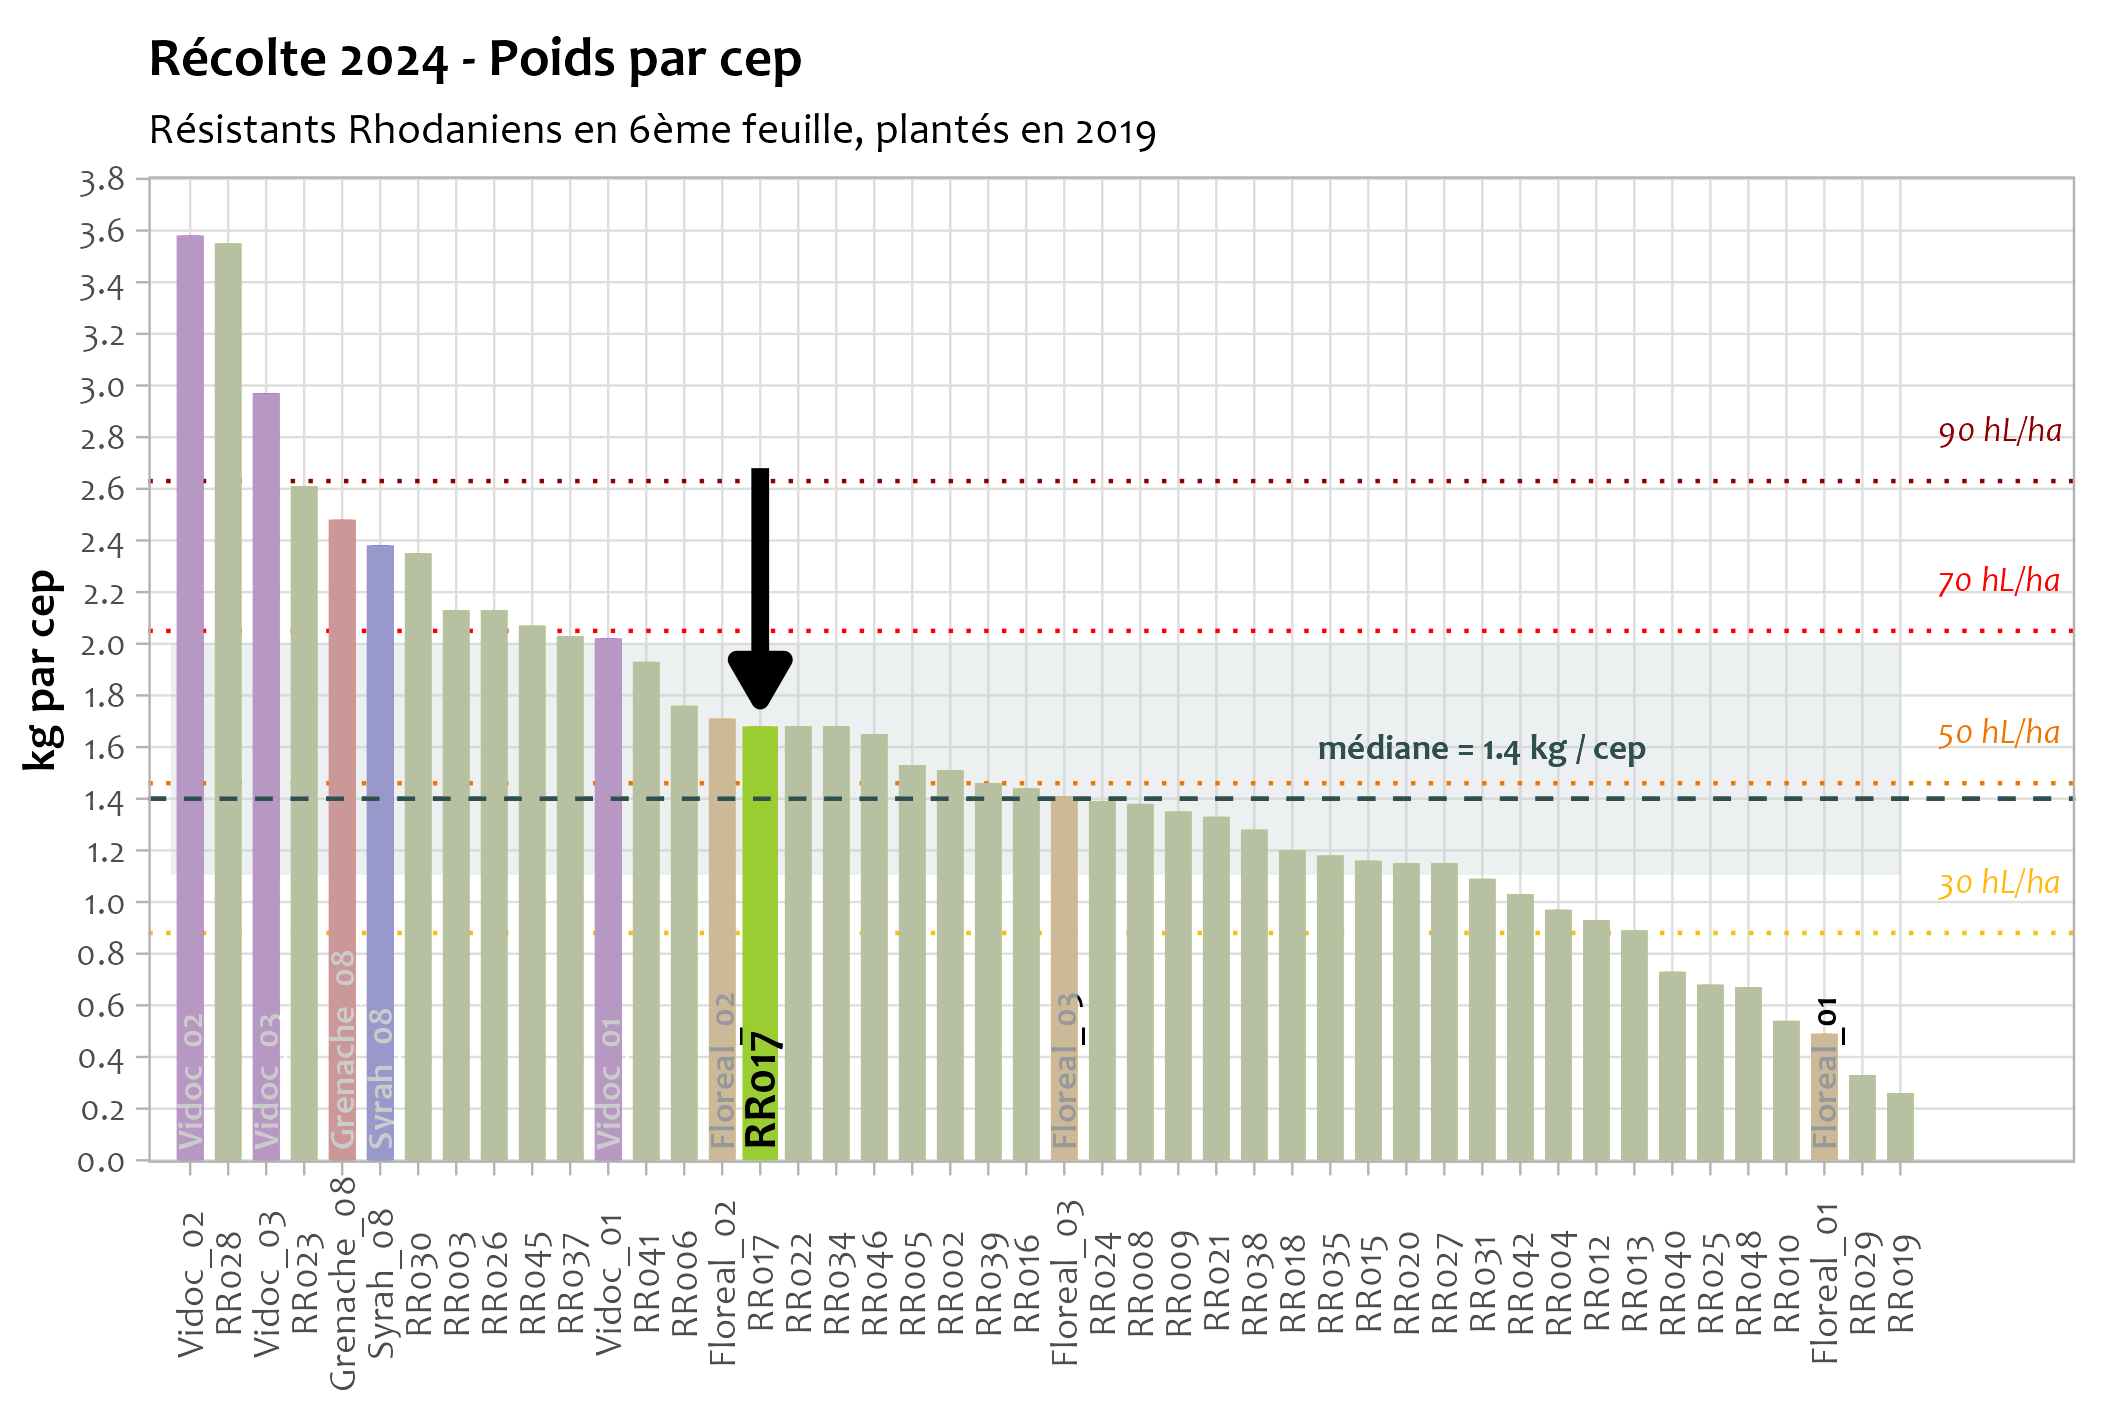 Récolte 2024 - Poids par cep
Résistants Rhodaniens en 6ème feuille, plantés en 2019
kg par cep
3.8
3.6
3.4
3.2
3.0
2.8
2.6
2.4
2.2
2.0
1.8
1.6
1.4
1.2
1.0
0.8
0.6
0.4
0.2
0.0
90 hL/ha
70 hL/ha
50 hL/ha
30 hL/ha
médiane = 1.4 kg / cep
Vidoc_02
Vidoc_03
Grenache_08
Syrah_08
Vidoc_01
Floreal_02
RR017
Floreal_03
Floreal_01
Vidoc_02
RR028
Vidoc_03
RR023
Grenache_08
Syrah_08
RR030
RR003
RR026
RR045
RR037
Vidoc_01
RR041
RR006
Floreal_02
RR017
RR022
RR034
RR046
RR005
RR002
RR039
RR016
Floreal_03
RR024
RR008
RR009
RR021
RR038
RR018
RR035
RR015
RR020
RR027
RR031
RR042
RR004
RR012
RR013
RR040
RR025
RR048
RR010
Floreal_01
RR029
RR019